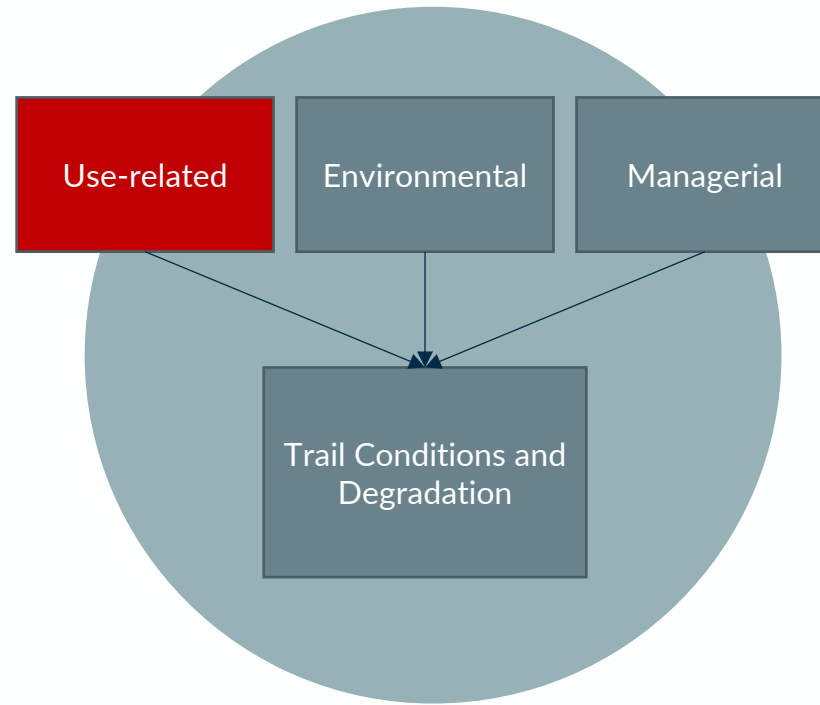 Use-related
Environmental
Managerial
Trail Conditions and
Degradation